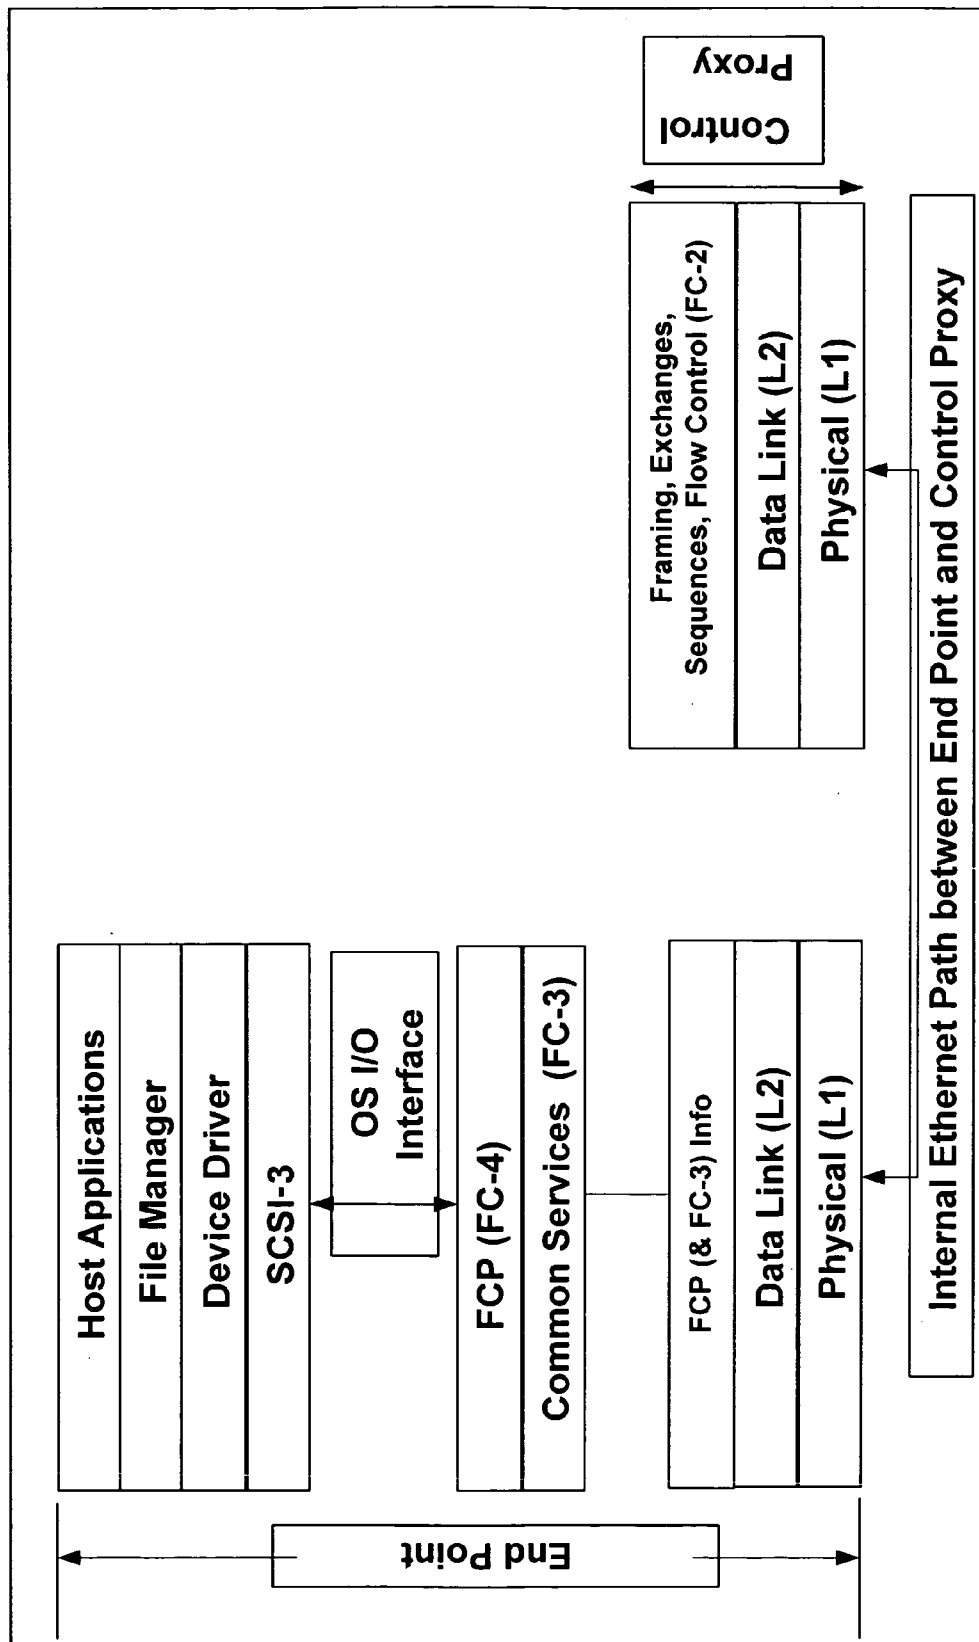 End Point
Host Applications
File Manager
Device Driver
SCSI-3
OS I/O
Interface
FCP (FC-4)
Common Services (FC-3)
FCP (& FC-3) Info
Data Link (L2)
Physical (L1)
Framing, Exchanges,
Sequences, Flow Control (FC-2)
Data Link (L2)
Physical (L1)
Control
Proxy
Internal Ethernet Path between End Point and Control Proxy